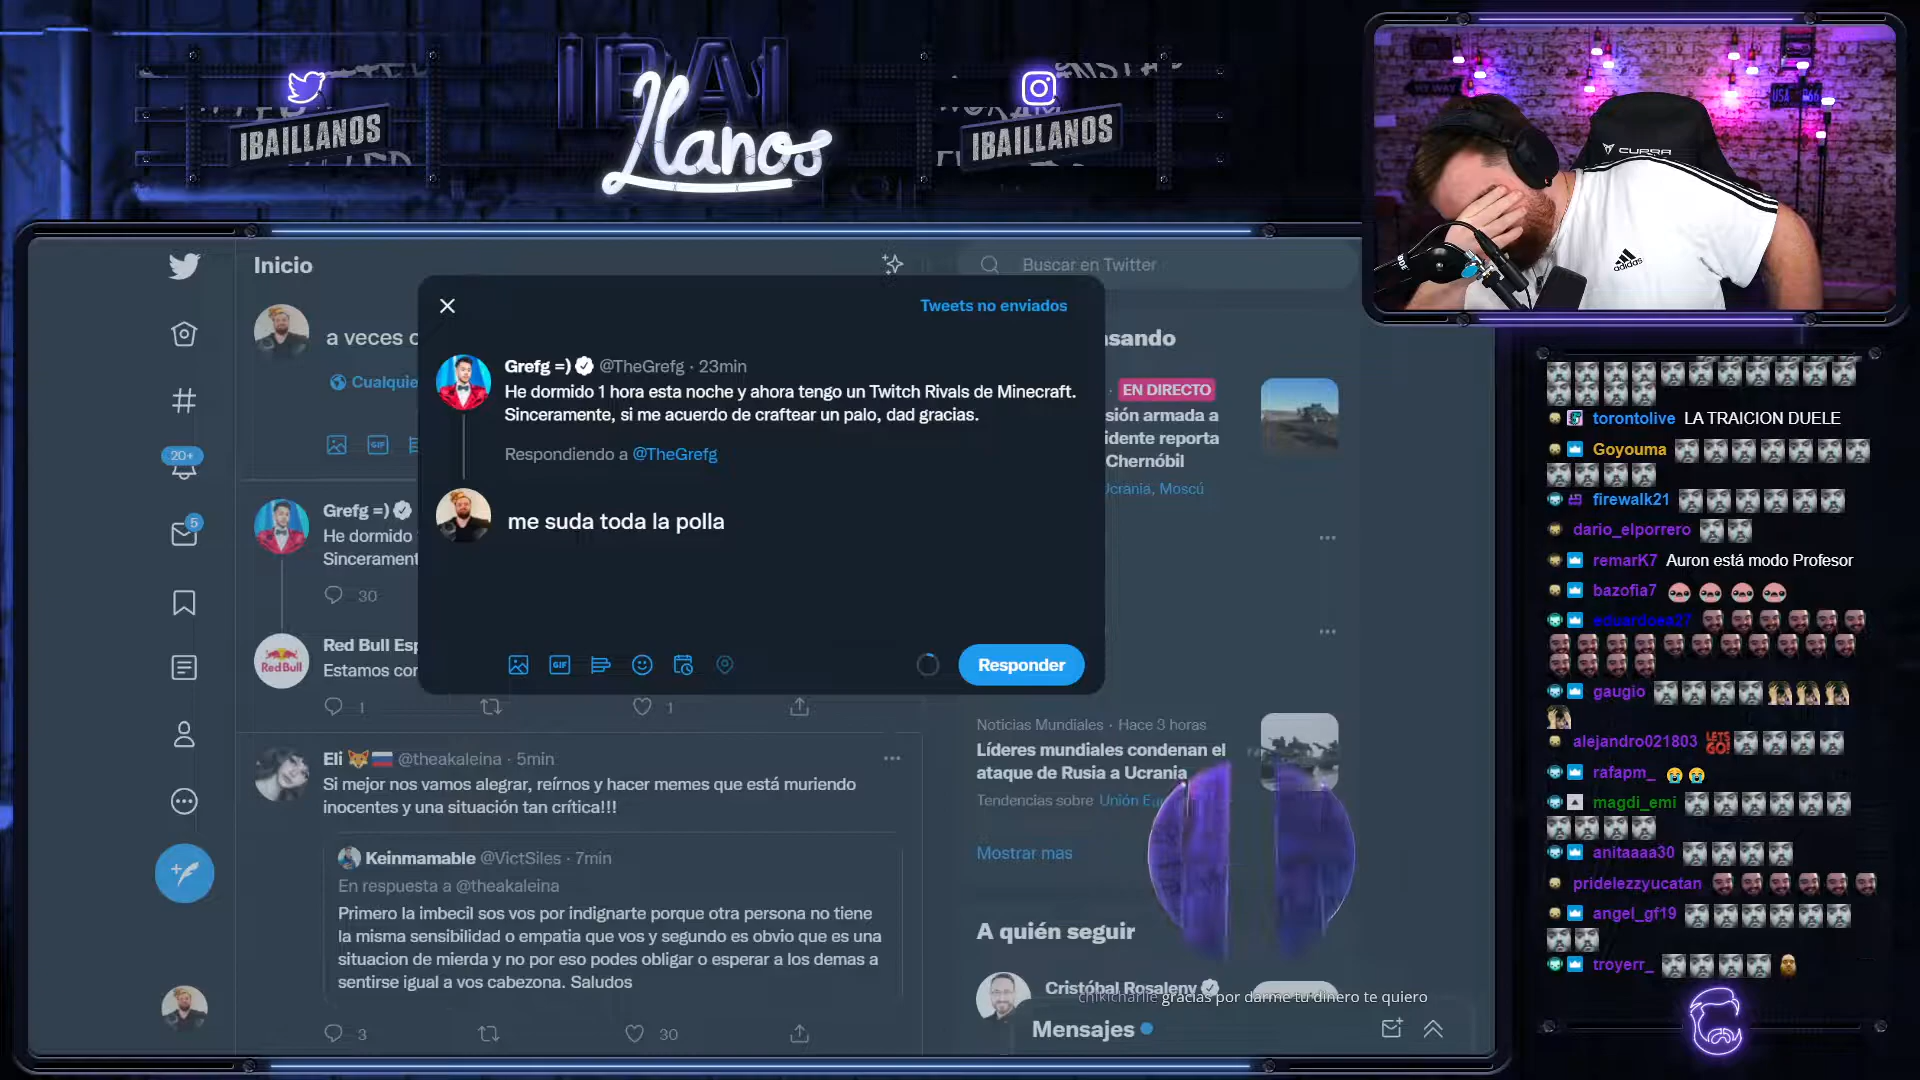 IBAI
Llanos
IBAILLANOS
IBAILLANOS
USA
CUPRA
adidas
Inicio
Buscar en Twitter
a veces c
Cualquie
Tweets no enviados
Grefg =) @TheGrefg · 23min
He dormido 1 hora esta noche y ahora tengo un Twitch Rivals de Minecraft.
Sinceramente, si me acuerdo de craftear un palo, dad gracias.
Respondiendo a @TheGrefg
me suda toda la polla
GIF
Responder
GIF
20+
5
Grefg =)
He dormido
Sincerament
30
Red Bull Esp
Estamos con
RedBull
1
1
Eli @theakaleina · 5min
Si mejor nos vamos alegrar, reírnos y hacer memes que está muriendo
inocentes y una situación tan crítica!!!
Keinmamable @VictSiles · 7min
En respuesta a @theakaleina
Primero la imbecil sos vos por indignarte porque otra persona no tiene
la misma sensibilidad o empatia que vos y segundo es obvio que es una
situacion de mierda y no por eso podes obligar o esperar a los demas a
sentirse igual a vos cabezona. Saludos
3
30
asando
EN DIRECTO
sión armada a
idente reporta
Chernóbil
Ucrania, Moscú
Noticias Mundiales · Hace 3 horas
Líderes mundiales condenan el
ataque de Rusia a Ucrania
Tendencias sobre Unión Eu
Mostrar mas
A quién seguir
Cristóbal Rosaleny
chikicharlie gracias por darme tu dinero te quiero
Mensajes
torontolive LA TRAICION DUELE
Goyouma
firewalk21
dario_elporrero
remarK7 Auron está modo Profesor
bazofia7
eduardoea27
gaugio
alejandro021803 LETS GO!
rafapm_
magdi_emi
anitaaaa30
pridelezzyucatan
angel_gf19
troyerr_